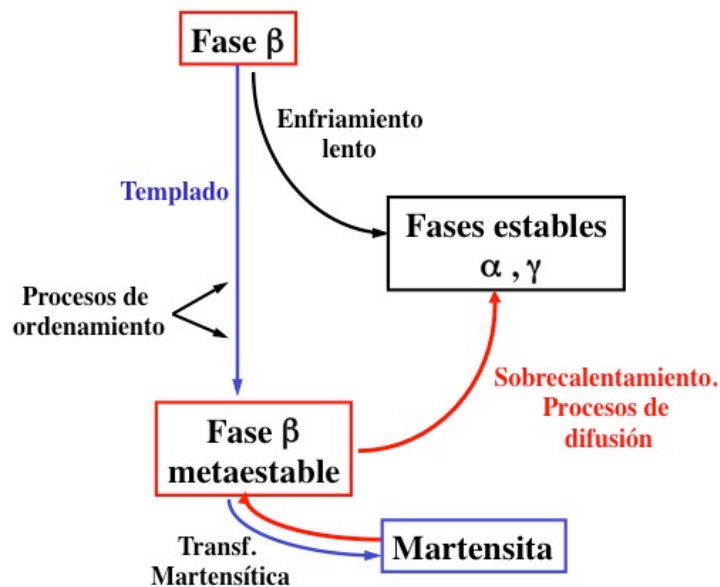 Fase β
Enfriamiento
lento
Templado
Fases estables
α , γ
Procesos de
ordenamiento
Sobrecalentamiento.
Procesos de
difusión
Fase β
metaestable
Transf.
Martensítica
Martensita